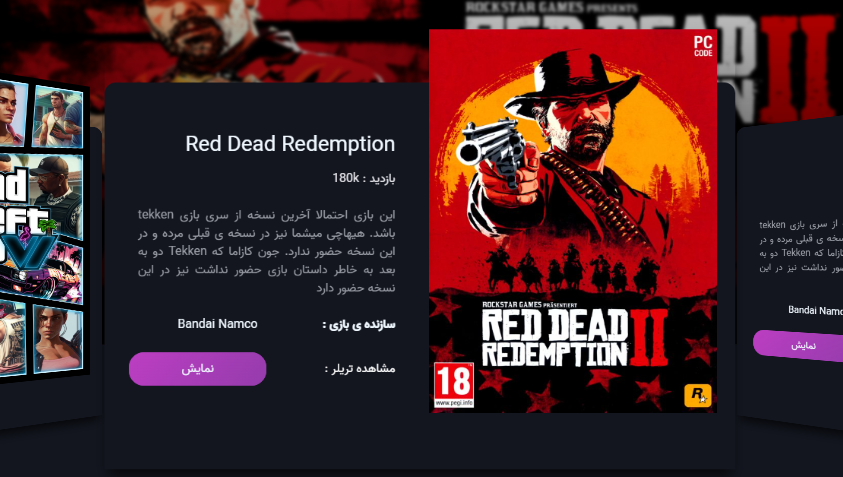 ROCKSTAR GAMES PRESENTS
RED DEAD
II
Red Dead Redemption
بازدید : 180k
این بازی احتمالا آخرین نسخه از سری بازی tekken
باشد. هیهاچی میشما نیز در نسخه ی قبلی مرده و در
این نسخه حضور ندارد. جون کازاما که Tekken دو به
بعد به خاطر داستان بازی حضور نداشت نیز در این
نسخه حضور دارد
سازنده ی بازی :
Bandai Namco
مشاهده تریلر :
نمایش
PC
CODE
ROCKSTAR GAMES PRÄSENTIERT
RED DEAD
REDEMPTION II
18
www.pegi.info
R
از سری بازی tekken
ی قبلی مرده و در
که Tekken دو به
نداشت نیز در این
Bandai Namco
نمایش